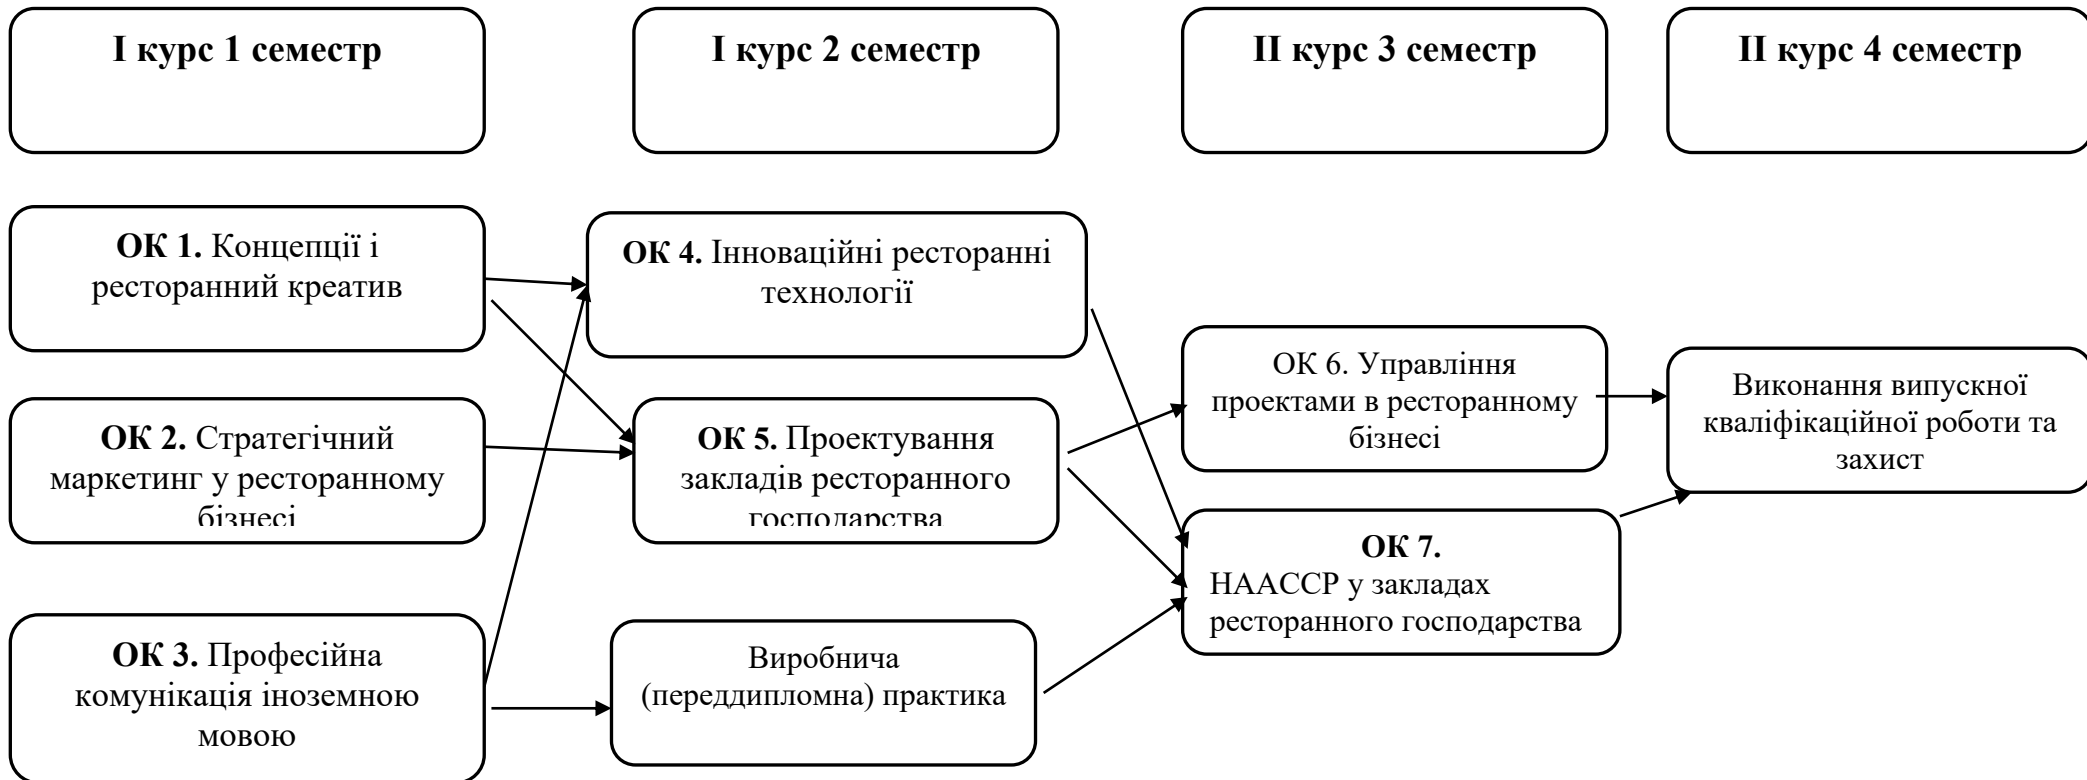 І курс 1 семестр
І курс 2 семестр
ІІ курс 3 семестр
ІІ курс 4 семестр
ОК 1. Концепції і
ресторанний креатив
ОК 2. Стратегічний
маркетинг у ресторанному
бізнесі
ОК 3. Професійна
комунікація іноземною
мовою
ОК 4. Інноваційні ресторанні
технології
ОК 5. Проектування
закладів ресторанного
господарства
Виробнича
(переддипломна) практика
ОК 6. Управління
проектами в ресторанному
бізнесі
ОК 7.
НААССР у закладах
ресторанного господарства
Виконання випускної
кваліфікаційної роботи та
захист